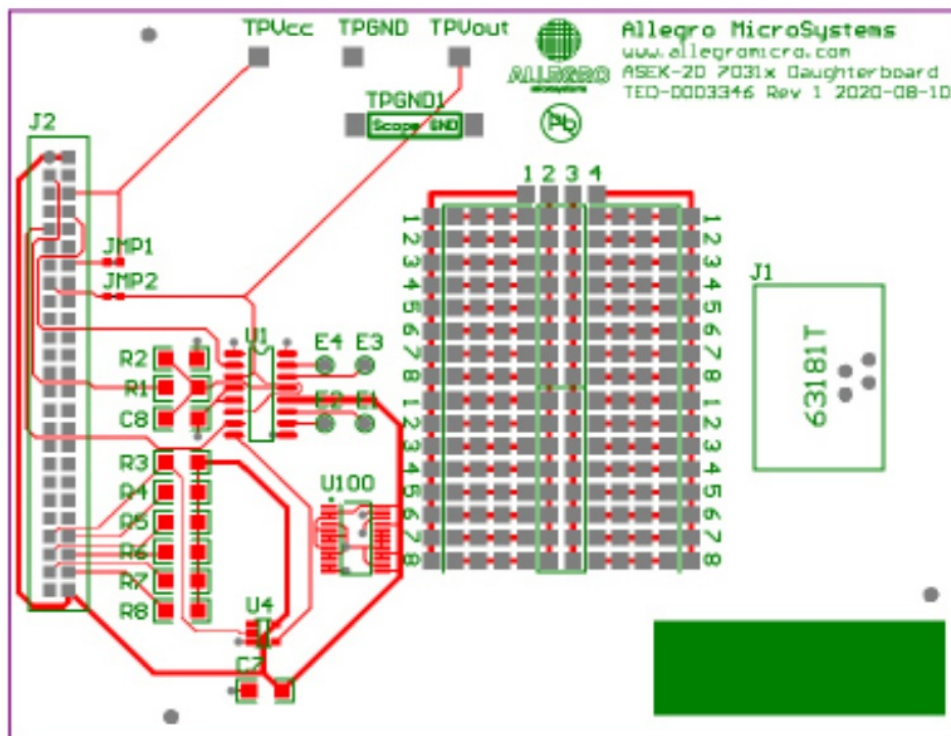 TPVcc TPGND TPVout
Allegro MicroSystems
www.allegromicro.com
ASEK-20 7031x Daughterboard
TED-0003346 Rev 1 2020-08-10
ALLEGRO
microsystems
Pb
TPGND1
Scope GND
J2
1 2 3 4
1 1
2 2
3 3
4 4
5 5
6 6
7 7
8 8
1 1
2 2
3 3
4 4
5 5
6 6
7 7
8 8
JMP1
JMP2
J1
63181T
U1
E4 E3
E2 E1
R2
R1
C8
R3
R4
R5
R6
R7
R8
U100
U4
C7